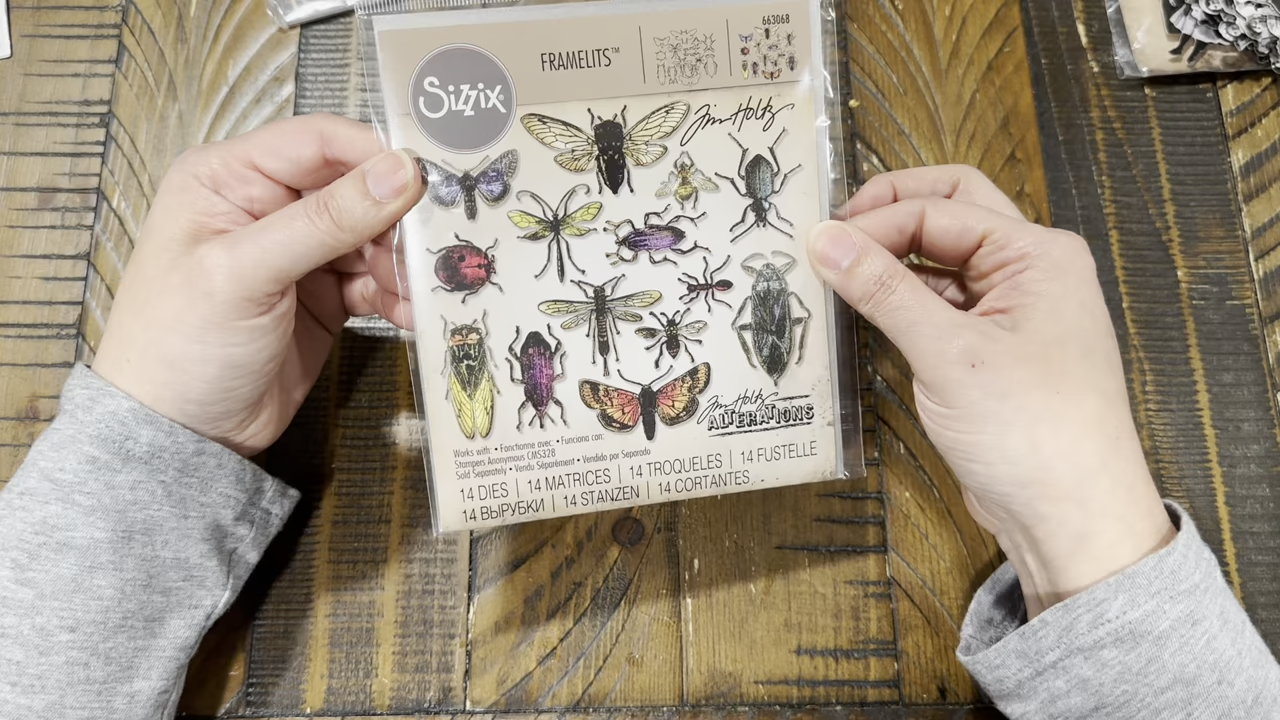 663068
FRAMELITS™
Sizzix
Tim Holtz
Tim Holtz
ALTERATIONS
Works with: • Fonctionne avec: • Funciona con:
Stampers Anonymous CMS328
Sold Separately • Vendu Séparément • Vendido por Separado
14 DIES | 14 MATRICES | 14 TROQUELES | 14 FUSTELLE
14 ВЫРУБКИ | 14 STANZEN | 14 CORTANTES